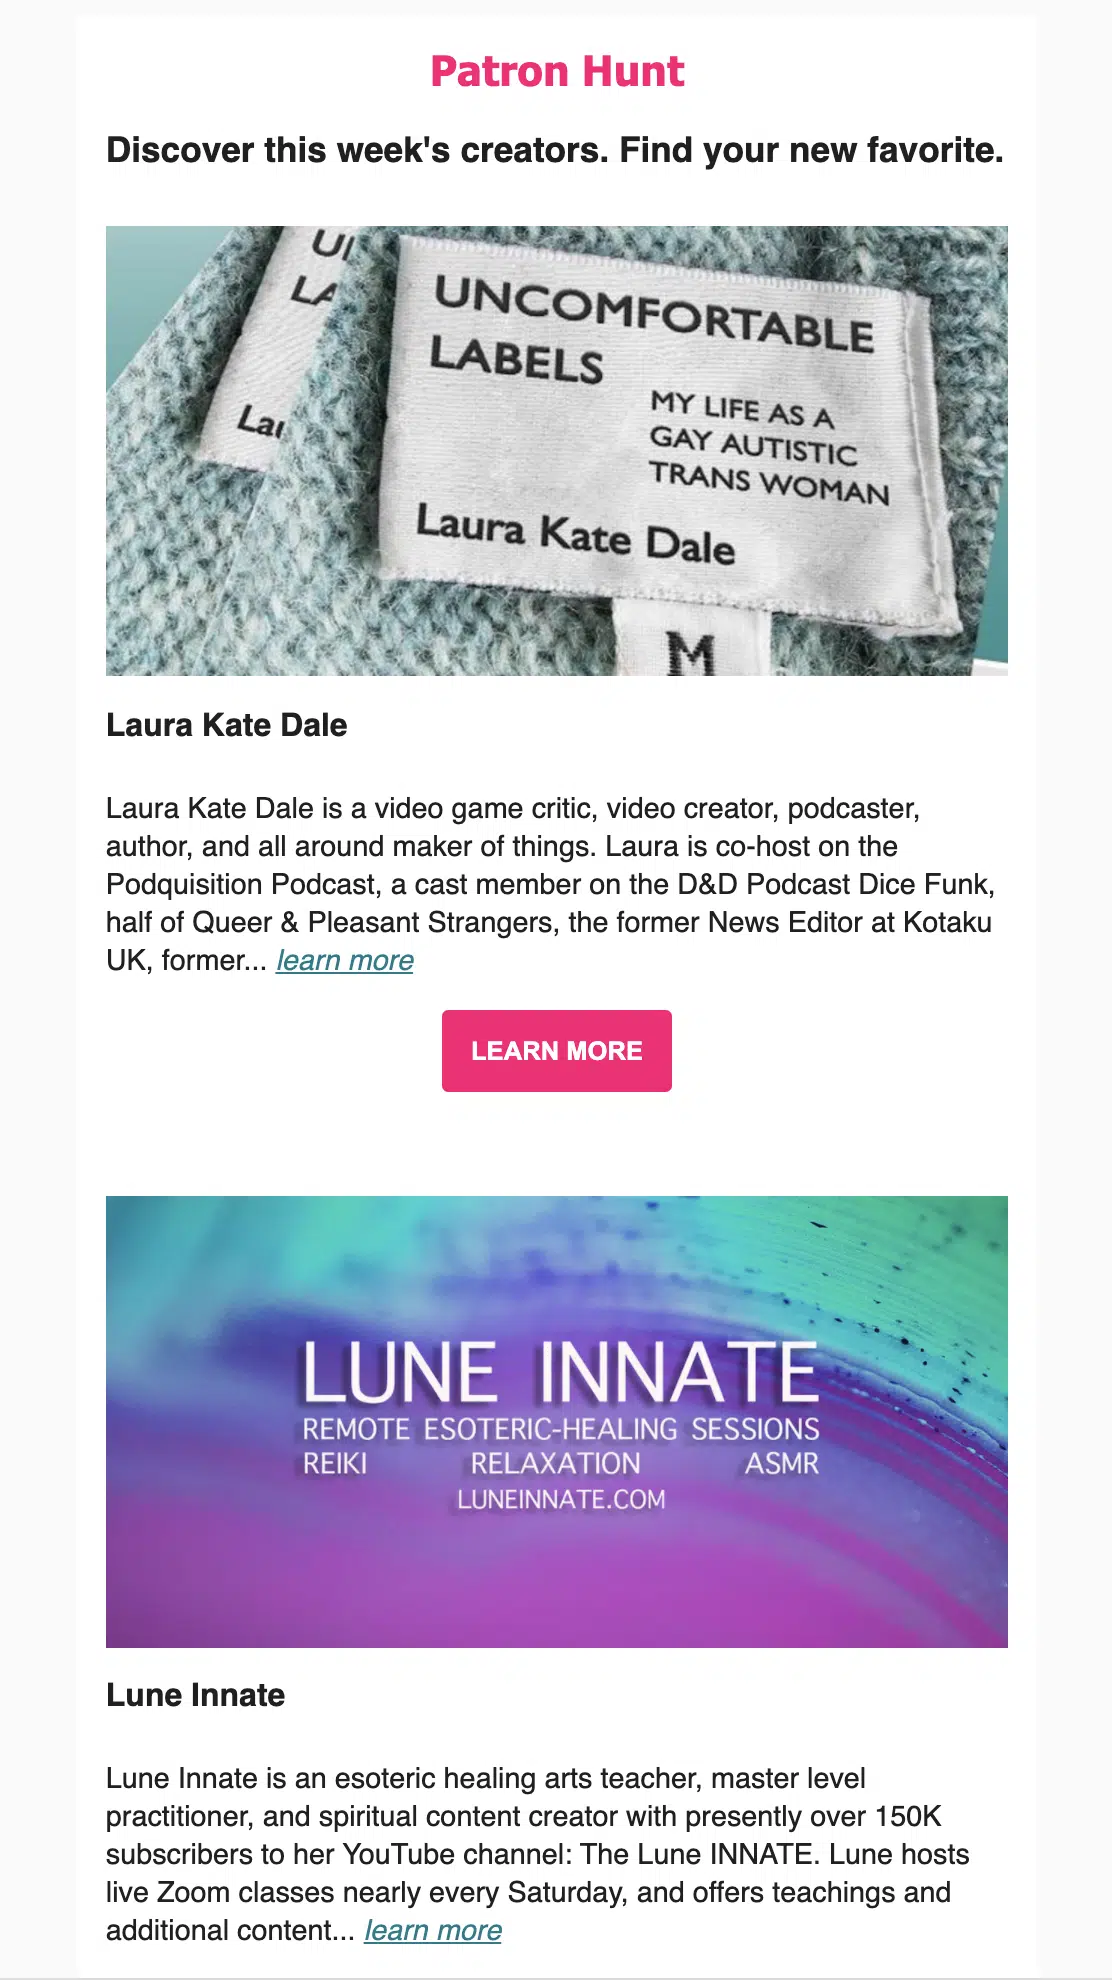 Patron Hunt
Discover this week's creators. Find your new favorite.
UNCOMFORTABLE
LABELS
MY LIFE AS A
GAY AUTISTIC
TRANS WOMAN
Laura Kate Dale
M
Laura Kate Dale
Laura Kate Dale is a video game critic, video creator, podcaster,
author, and all around maker of things. Laura is co-host on the
Podquisition Podcast, a cast member on the D&D Podcast Dice Funk,
half of Queer & Pleasant Strangers, the former News Editor at Kotaku
UK, former... learn more
LEARN MORE
LUNE INNATE
REMOTE ESOTERIC-HEALING SESSIONS
REIKI RELAXATION ASMR
LUNEINNATE.COM
Lune Innate
Lune Innate is an esoteric healing arts teacher, master level
practitioner, and spiritual content creator with presently over 150K
subscribers to her YouTube channel: The Lune INNATE. Lune hosts
live Zoom classes nearly every Saturday, and offers teachings and
additional content... learn more